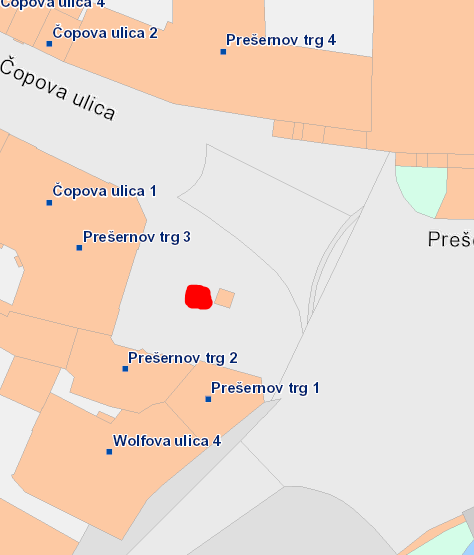 Čopova ulica 4
Čopova ulica 2
Prešernov trg 4
Čopova ulica
Čopova ulica 1
Prešernov trg 3
Preš
Prešernov trg 2
Prešernov trg 1
Wolfova ulica 4